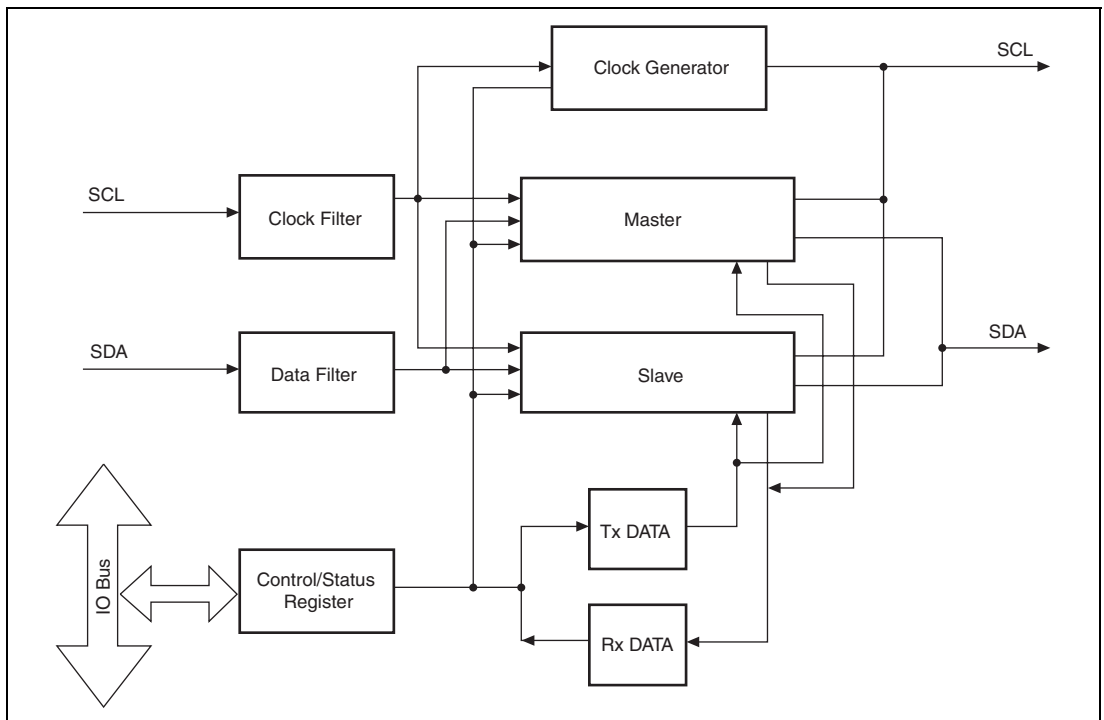 Clock Generator
SCL
SCL
Clock Filter
Master
SDA
Data Filter
Slave
SDA
IO Bus
Control/Status
Register
Tx DATA
Rx DATA